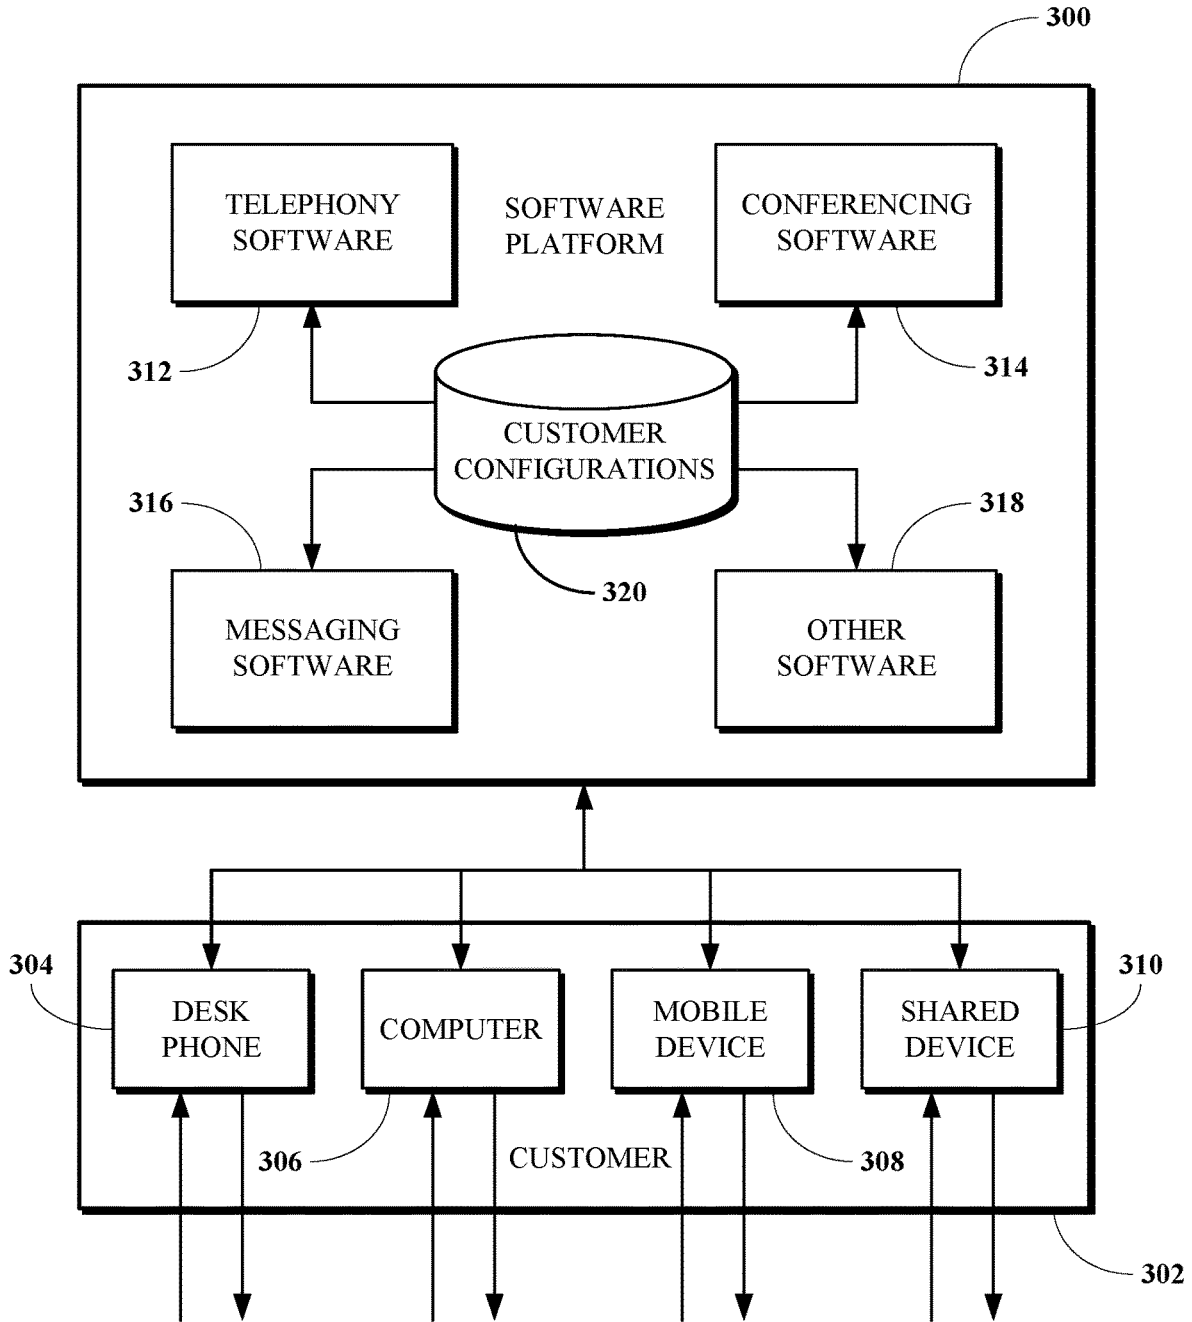 300
TELEPHONY
SOFTWARE
SOFTWARE
PLATFORM
CONFERENCING
SOFTWARE
312
314
CUSTOMER
CONFIGURATIONS
316
318
320
MESSAGING
SOFTWARE
OTHER
SOFTWARE
304
310
DESK
PHONE
COMPUTER
MOBILE
DEVICE
SHARED
DEVICE
306
CUSTOMER
308
302